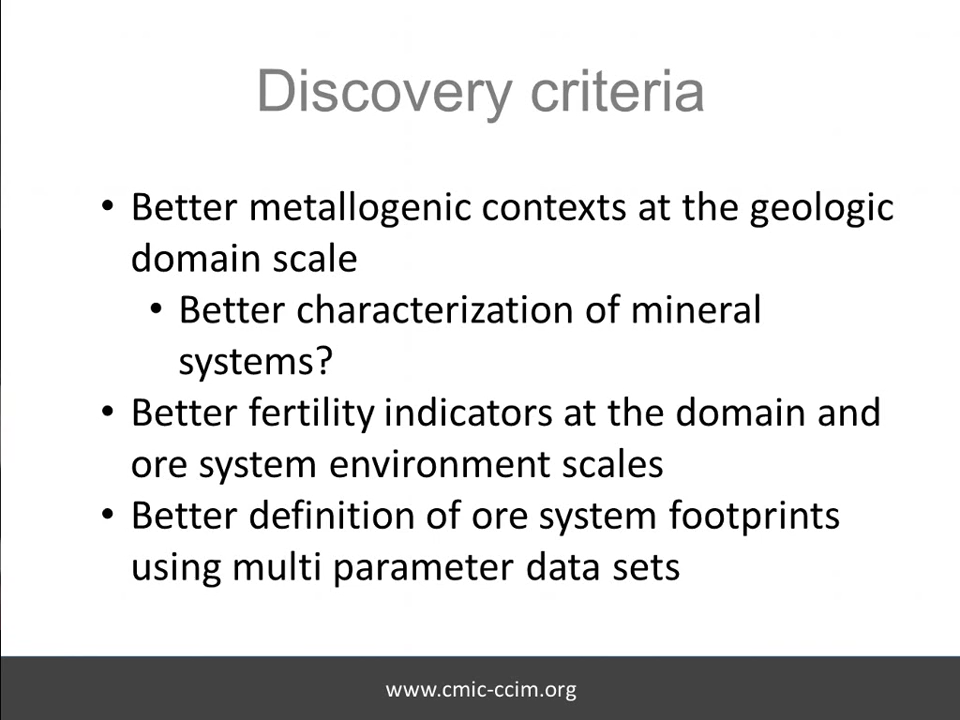 Discovery criteria
• Better metallogenic contexts at the geologic
domain scale
• Better characterization of mineral
systems?
• Better fertility indicators at the domain and
ore system environment scales
• Better definition of ore system footprints
using multi parameter data sets
www.cmic-ccim.org